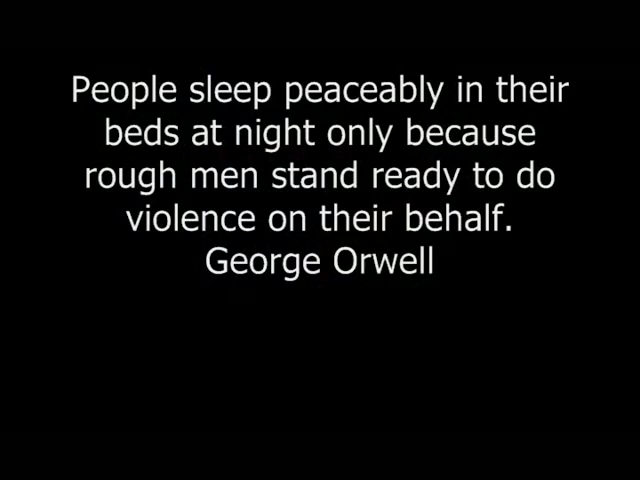 People sleep peaceably in their
beds at night only because
rough men stand ready to do
violence on their behalf.
George Orwell